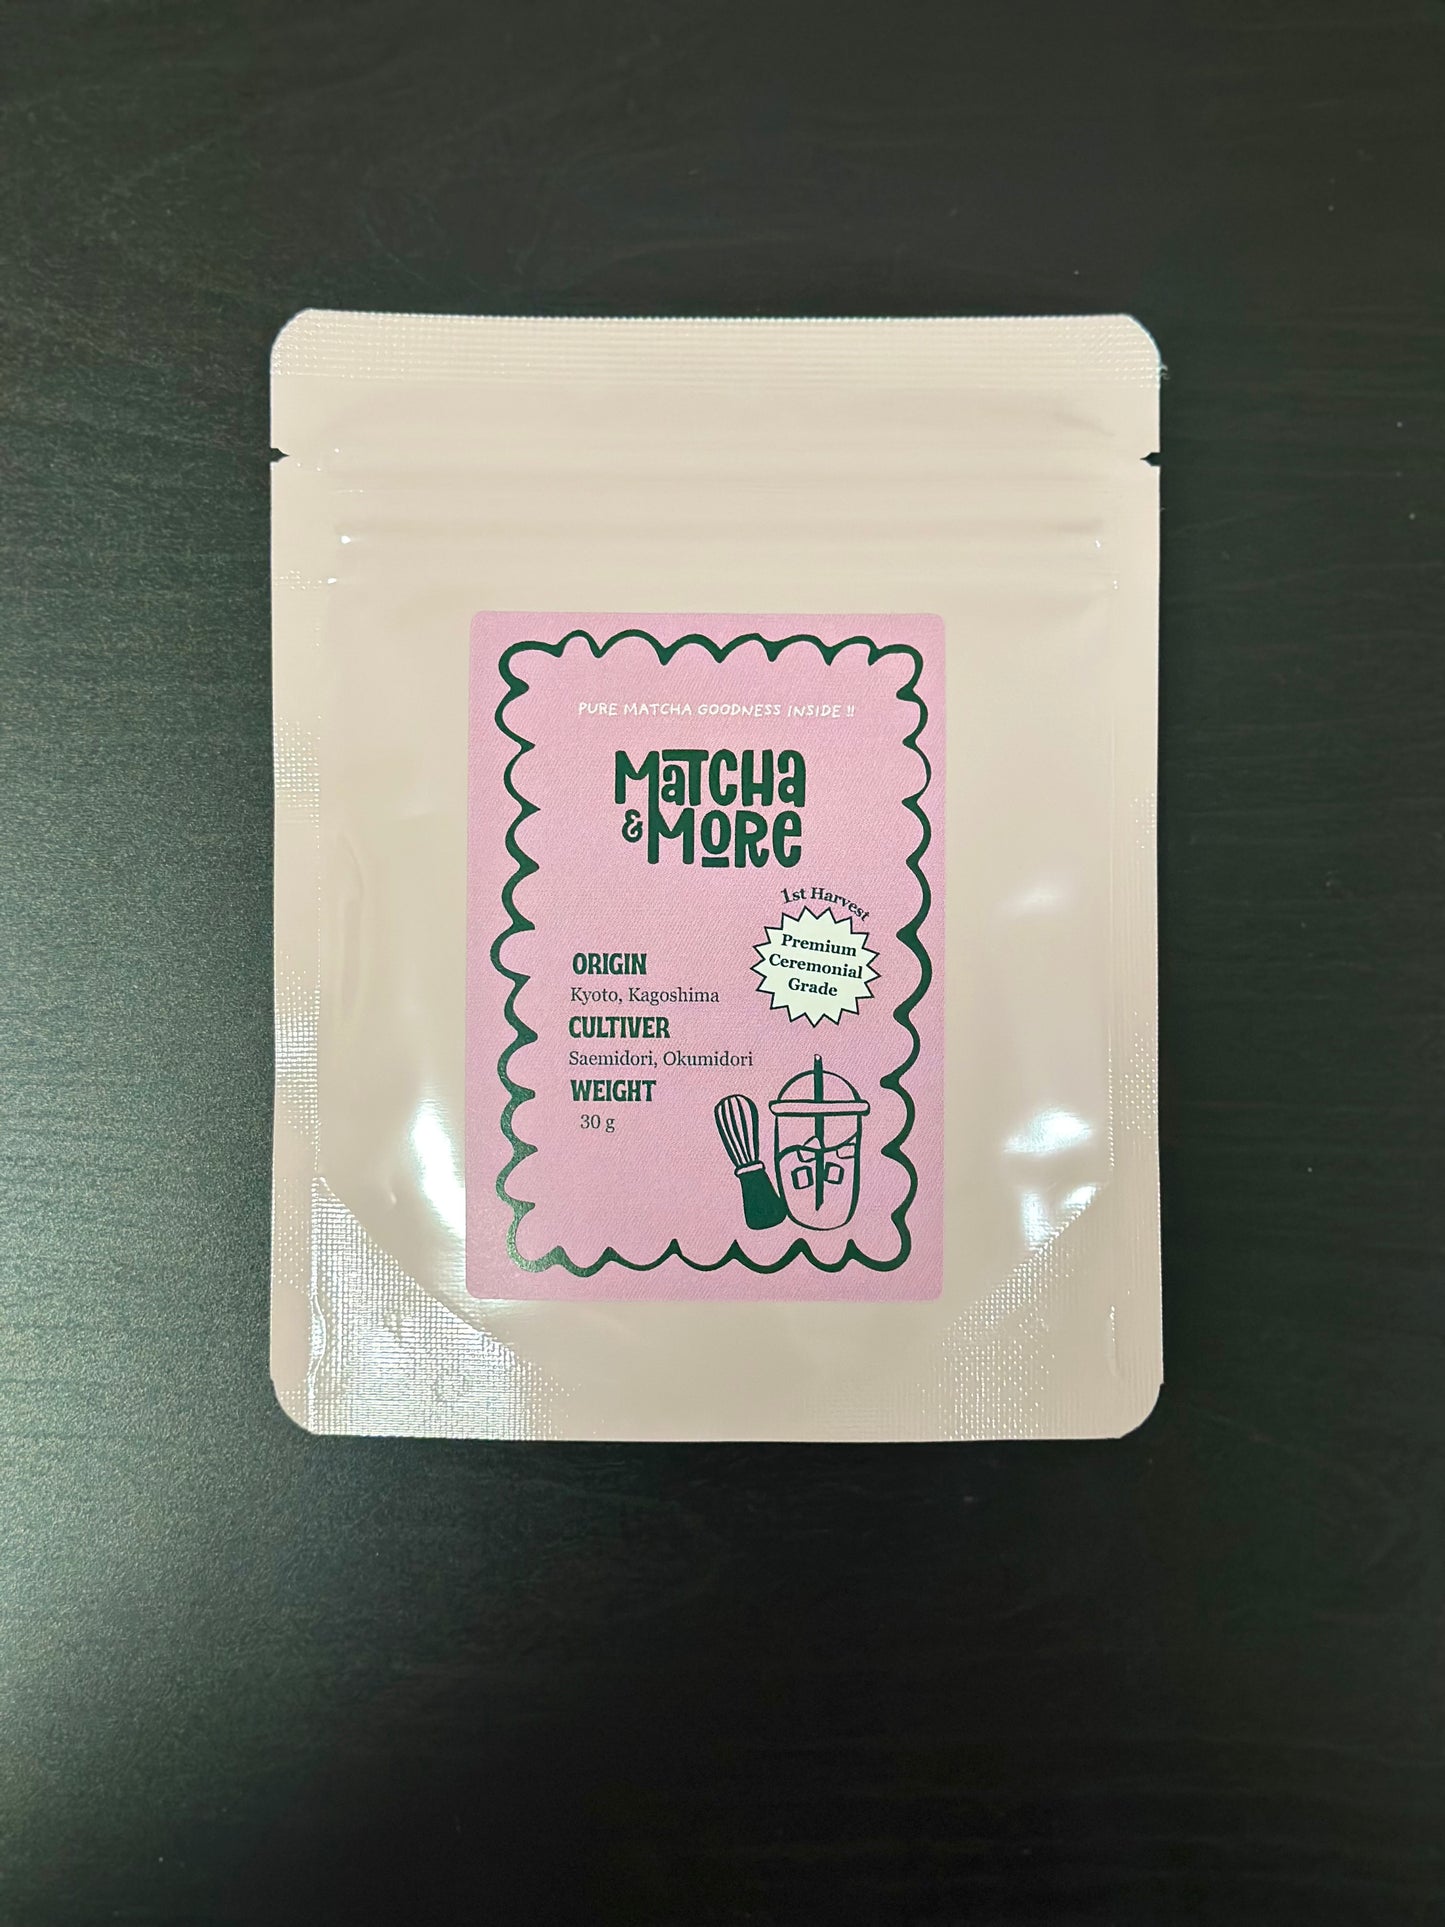 PURE MATCHA GOODNESS INSIDE !!
MaTCHa
& MORe
1st Harvest
Premium
Ceremonial
Grade
ORIGIN
Kyoto, Kagoshima
CULTIVER
Saemidori, Okumidori
WEIGHT
30 g